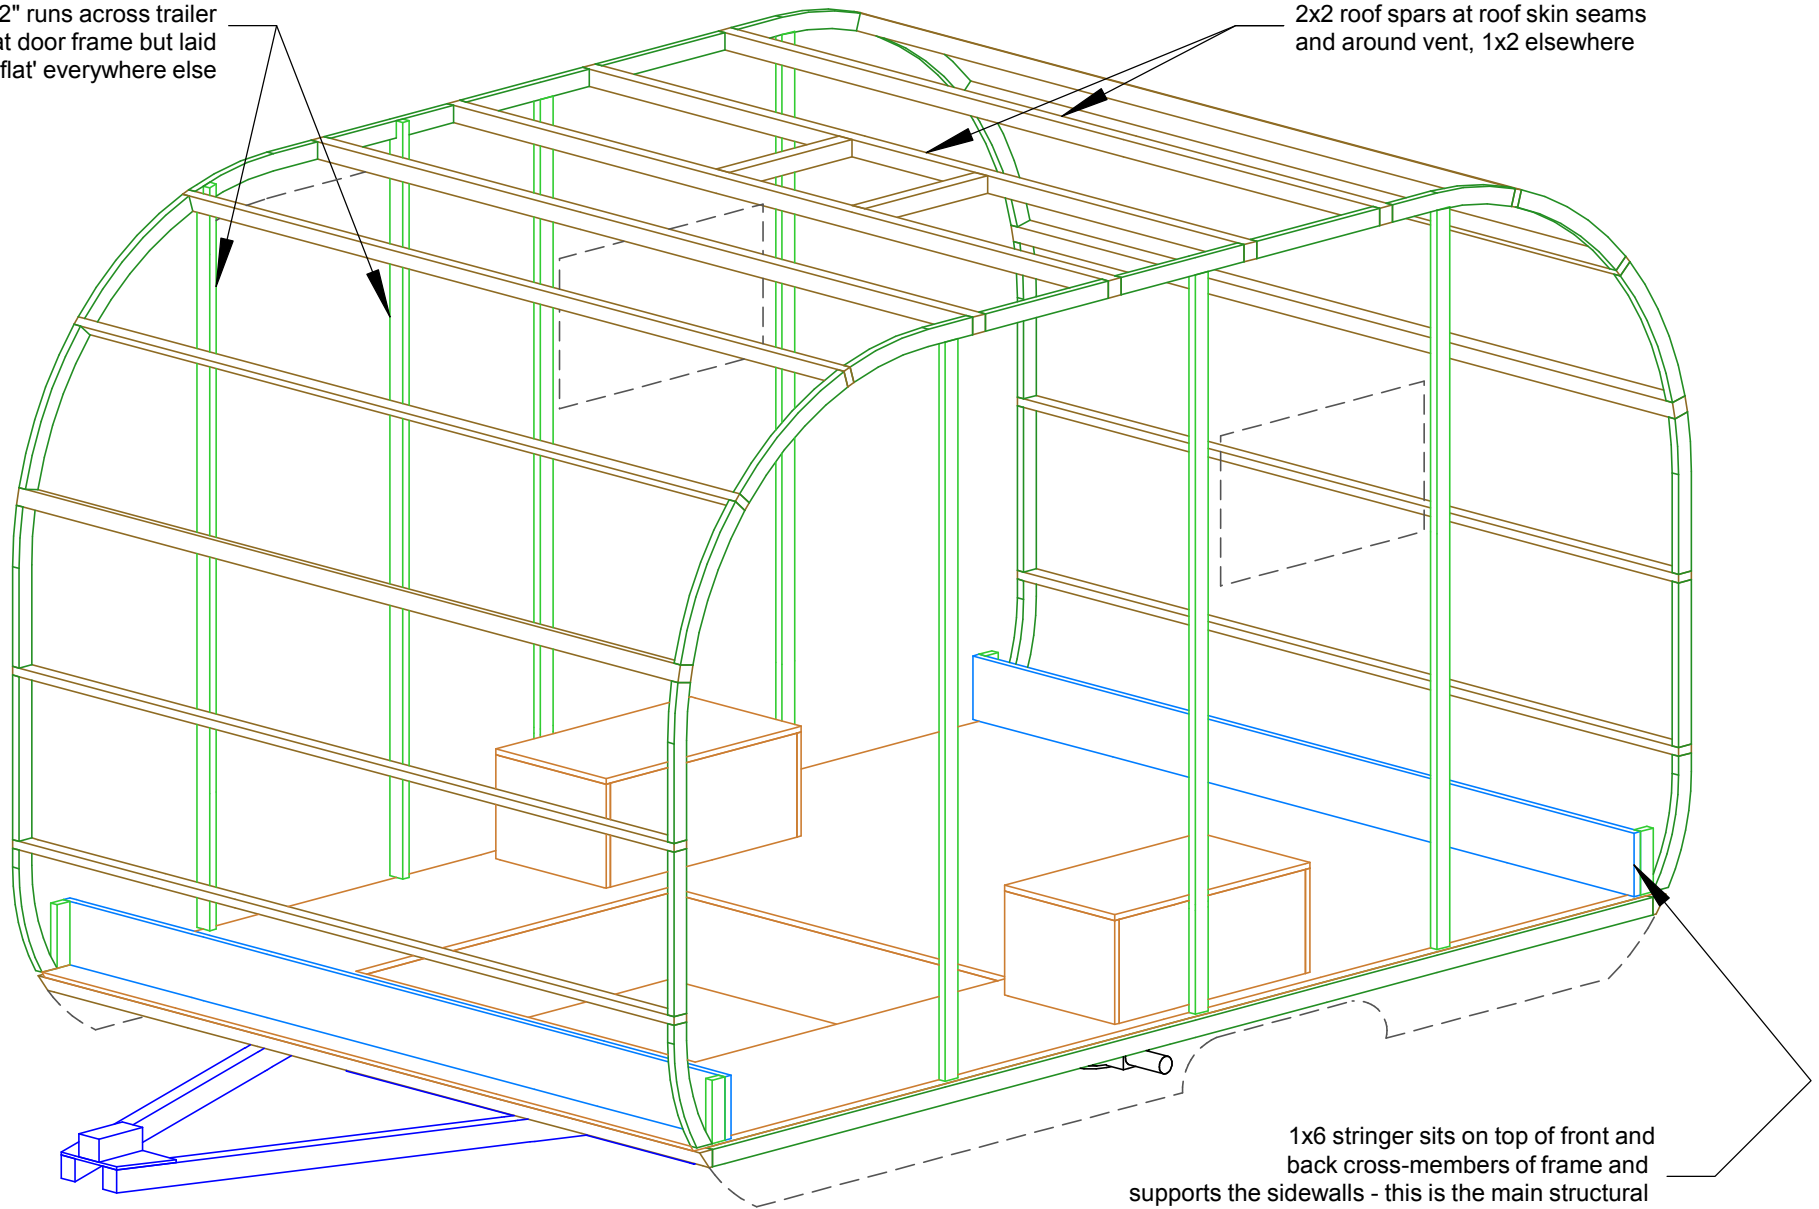 2" runs across trailer
at door frame but laid
flat' everywhere else
2x2 roof spars at roof skin seams
and around vent, 1x2 elsewhere
1x6 stringer sits on top of front and
back cross-members of frame and
supports the sidewalls - this is the main structural